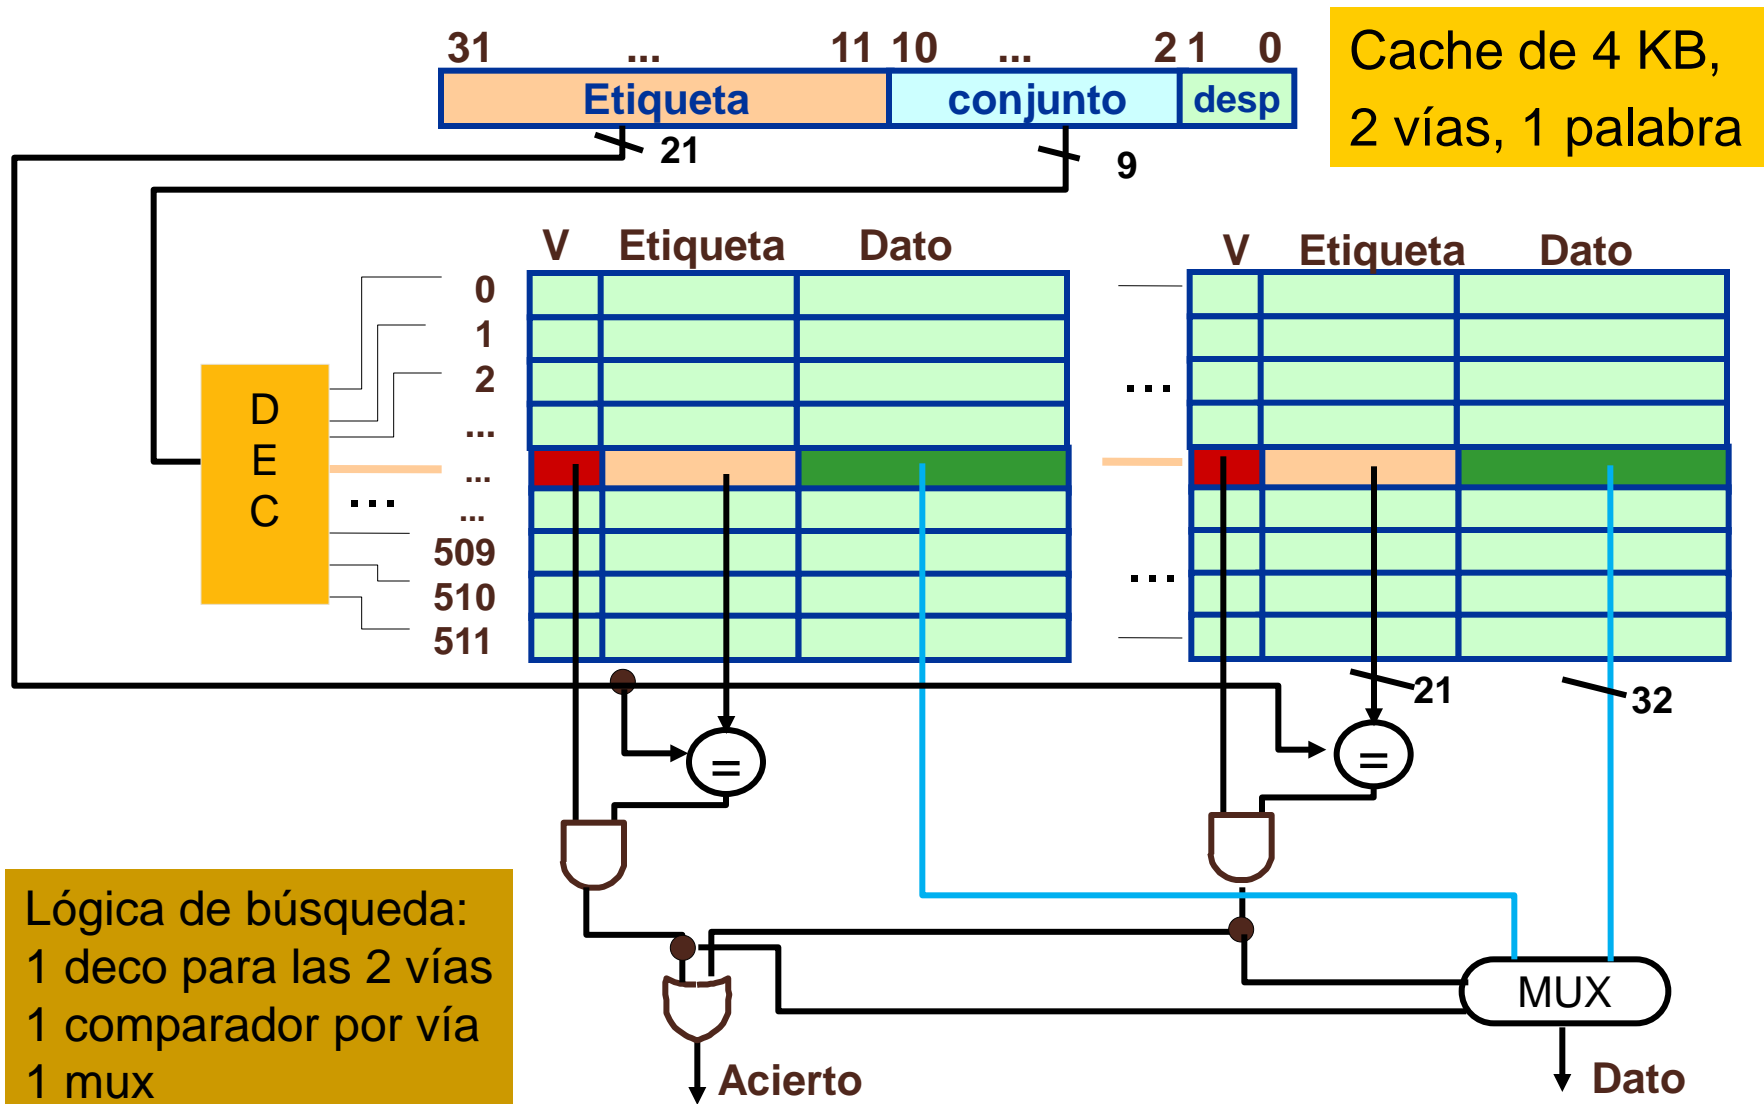 31 ... 11 10 ... 2 1 0
Etiqueta conjunto desp
21
9
Cache de 4 KB,
2 vías, 1 palabra
V Etiqueta Dato
V Etiqueta Dato
0
1
2
...
...
...
509
510
511
D
E
C
...
...
...
21
32
=
=
Lógica de búsqueda:
1 deco para las 2 vías
1 comparador por vía
1 mux
MUX
Acierto
Dato